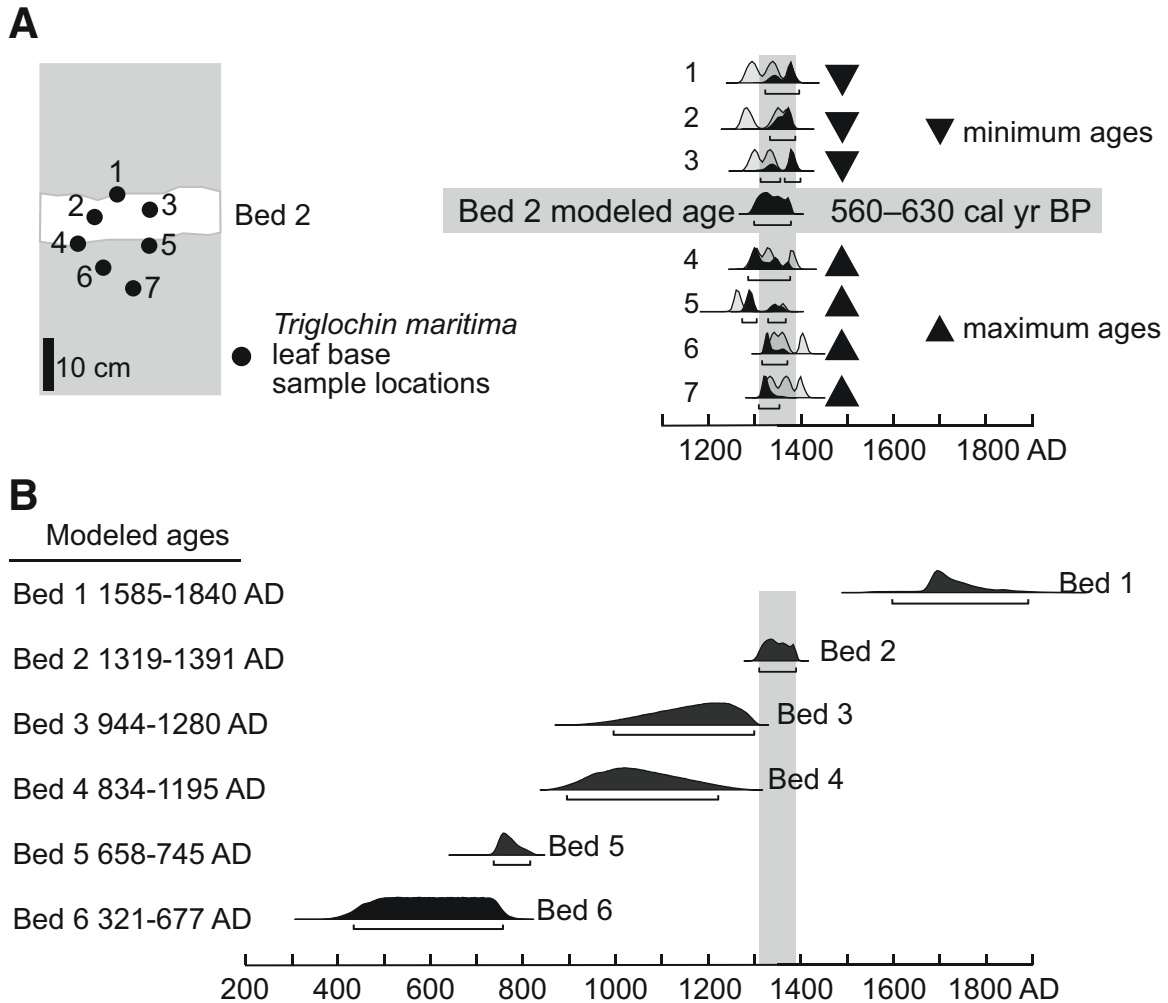 A
1
2
3
4
5
6
7
Bed 2
Triglochin maritima
leaf base
sample locations
10 cm
1
2
3
minimum ages
Bed 2 modeled age 560–630 cal yr BP
4
5
6
7
maximum ages
1200 1400 1600 1800 AD
B
Modeled ages
Bed 1 1585-1840 AD
Bed 1
Bed 2 1319-1391 AD
Bed 2
Bed 3 944-1280 AD
Bed 3
Bed 4 834-1195 AD
Bed 4
Bed 5 658-745 AD
Bed 5
Bed 6 321-677 AD
Bed 6
200 400 600 800 1000 1200 1400 1600 1800 AD